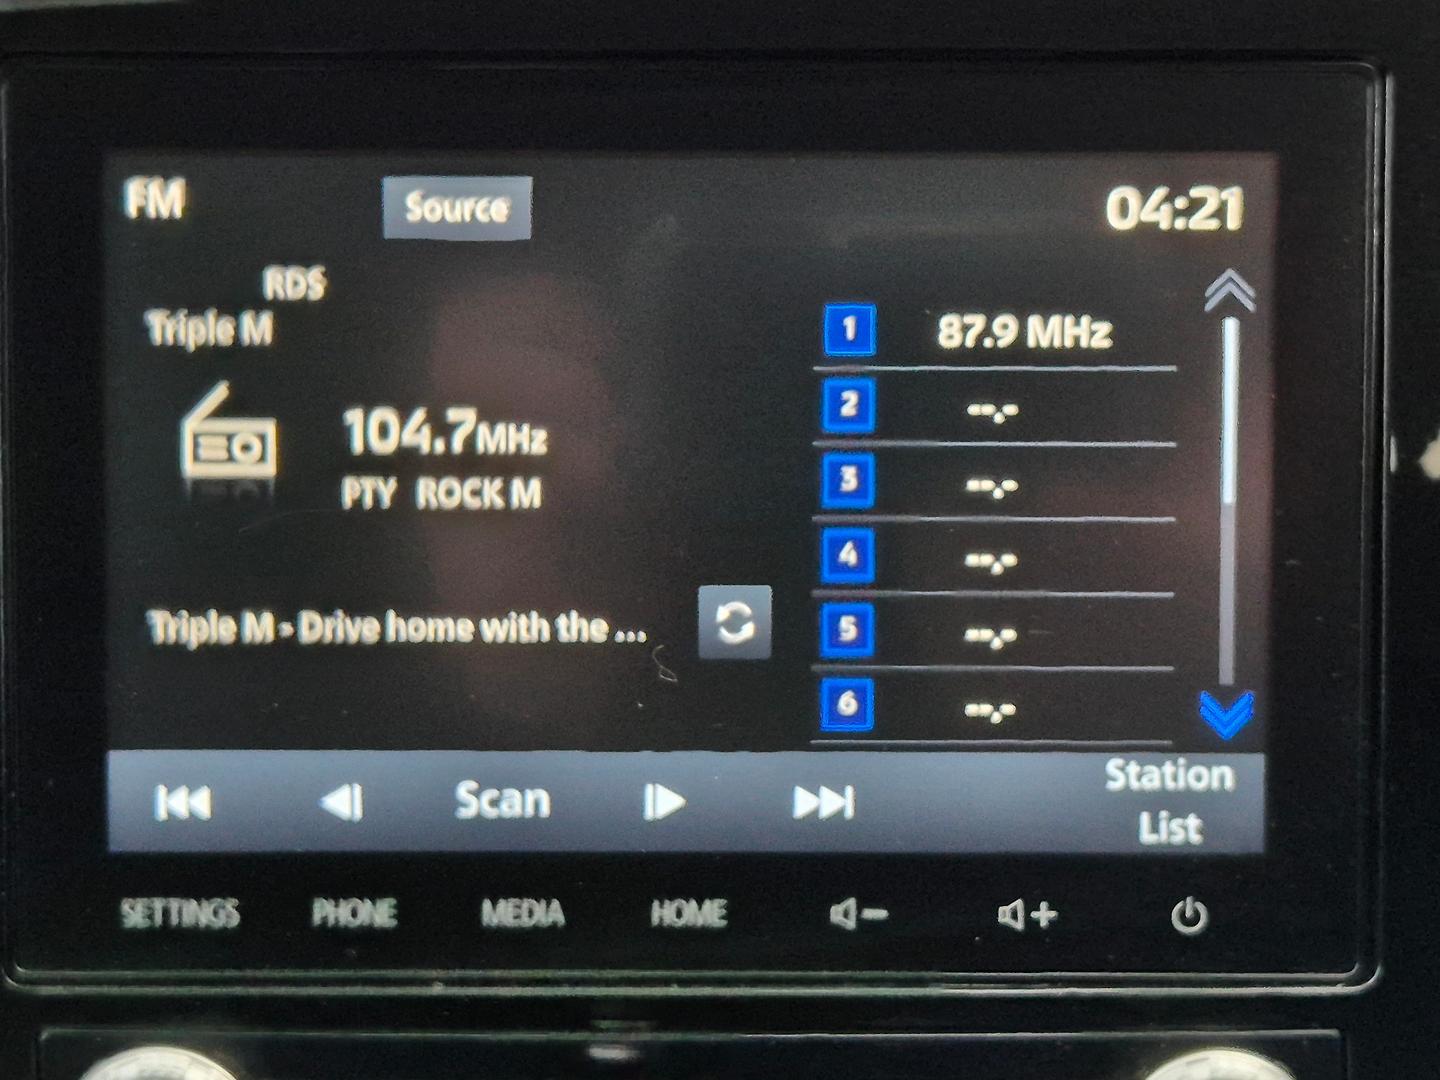 FM
Source
04:21
RDS
Triple M
104.7MHz
PTY ROCK M
Triple M - Drive home with the ...
1 87.9 MHz
2 --.-
3 --.-
4 --.-
5 --.-
6 --.-
Scan
Station
List
SETTINGS PHONE MEDIA HOME - +